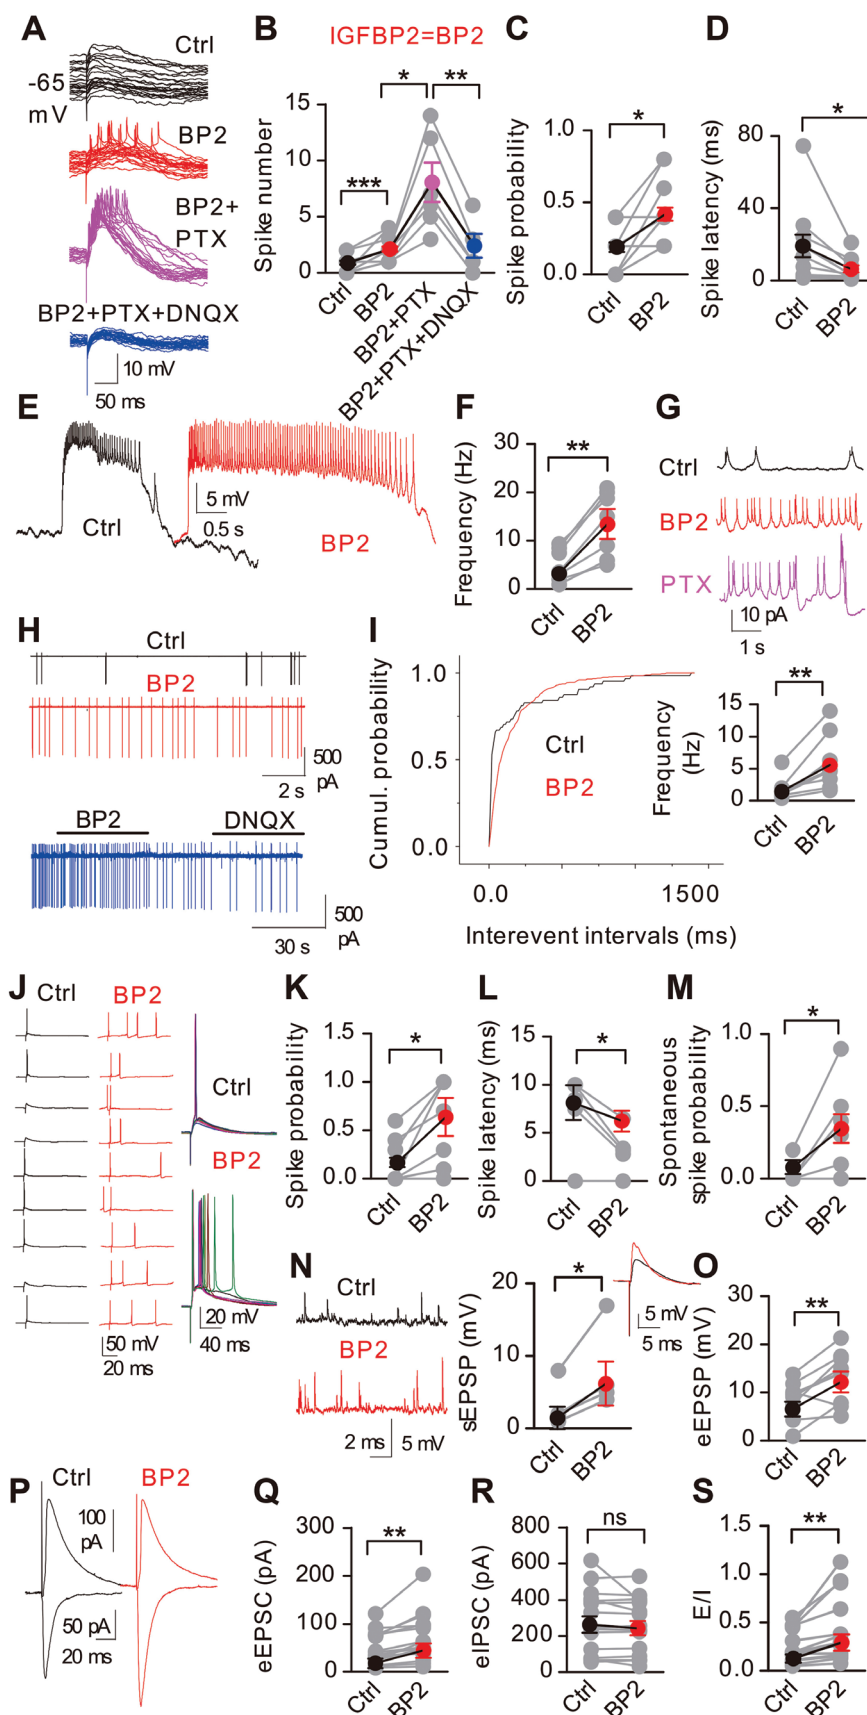 A
Ctrl
-65
mV
BP2
BP2+
PTX
BP2+PTX+DNQX
10 mV
50 ms
B
IGFBP2=BP2
Spike number
15
10
5
0
***
*
**
Ctrl
BP2
BP2+PTX
BP2+PTX+DNQX
C
Spike probability
1.0
0.5
0.0
*
Ctrl
BP2
D
Spike latency (ms)
80
40
0
*
Ctrl
BP2
E
Ctrl
5 mV
0.5 s
BP2
F
Frequency (Hz)
30
20
10
0
**
Ctrl
BP2
G
Ctrl
BP2
PTX
10 pA
1 s
H
Ctrl
BP2
500
pA
2 s
BP2
DNQX
500
pA
30 s
I
Cumul. probability
1.0
0.5
0.0
Ctrl
BP2
0.0
1500
Interevent intervals (ms)
Frequency
(Hz)
15
10
5
0
**
Ctrl
BP2
J
Ctrl
BP2
Ctrl
BP2
50 mV
20 ms
20 mV
40 ms
K
Spike probability
1.5
1.0
0.5
0.0
*
Ctrl
BP2
L
Spike latency (ms)
15
10
5
0
*
Ctrl
BP2
M
Spontaneous
spike probability
1.0
0.5
0.0
*
Ctrl
BP2
N
Ctrl
BP2
2 ms
5 mV
sEPSP (mV)
20
10
0
*
Ctrl
BP2
5 mV
5 ms
O
eEPSP (mV)
30
20
10
0
**
Ctrl
BP2
P
Ctrl
BP2
100
pA
50 pA
20 ms
Q
eEPSC (pA)
300
200
100
0
**
Ctrl
BP2
R
eIPSC (pA)
800
600
400
200
0
ns
Ctrl
BP2
S
E/I
1.5
1.0
0.5
0.0
**
Ctrl
BP2